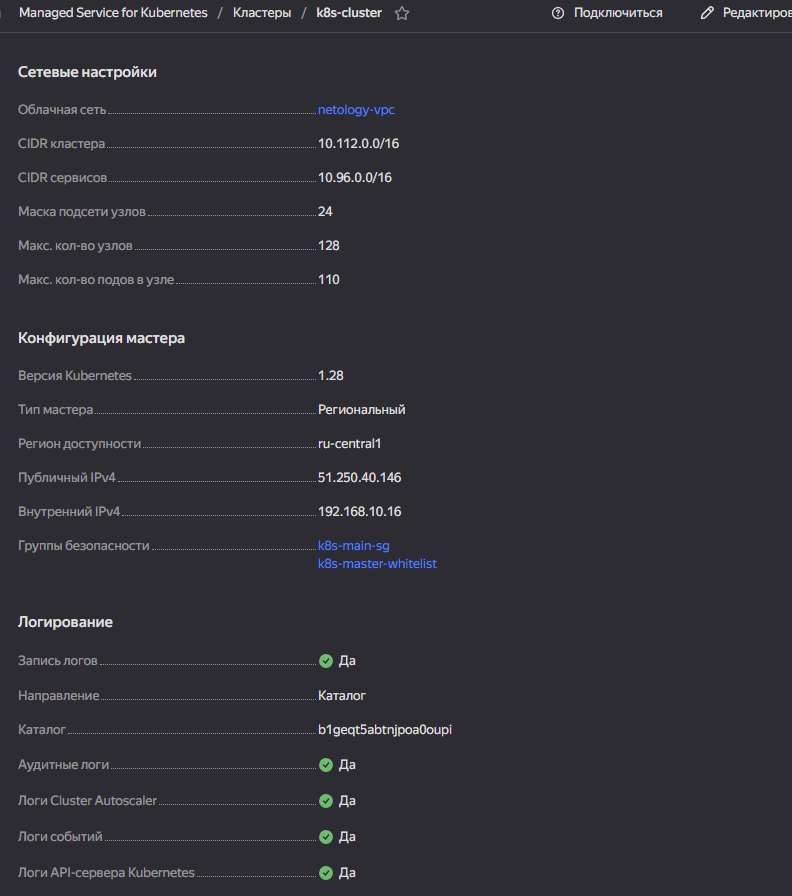 Managed Service for Kubernetes / Кластеры / k8s-cluster Подключиться Редактиров
Сетевые настройки
Облачная сеть netology-vpc
CIDR кластера 10.112.0.0/16
CIDR сервисов 10.96.0.0/16
Маска подсети узлов 24
Макс. кол-во узлов 128
Макс. кол-во подов в узле 110
Конфигурация мастера
Версия Kubernetes 1.28
Тип мастера Региональный
Регион доступности ru-central1
Публичный IPv4 51.250.40.146
Внутренний IPv4 192.168.10.16
Группы безопасности k8s-main-sg
k8s-master-whitelist
Логирование
Запись логов Да
Направление Каталог
Каталог b1geqt5abtnjpoa0oupi
Аудитные логи Да
Логи Cluster Autoscaler Да
Логи событий Да
Логи API-сервера Kubernetes Да